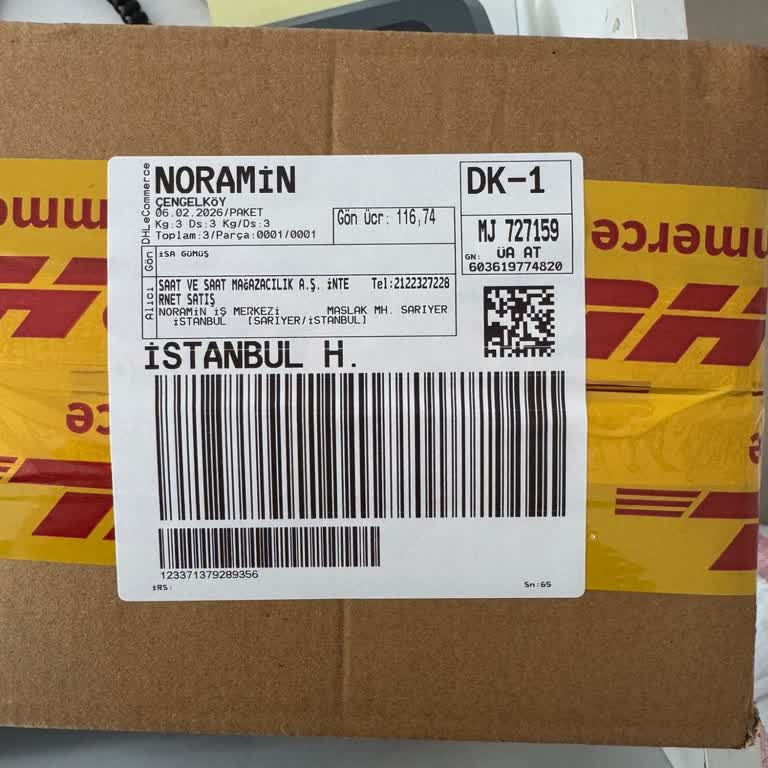 NORAMİN
ÇENGELKÖY
06.02.2026/PAKET
Kg:3 Ds:3 Kg/Ds:3
Toplam:3/Parça:0001/0001
Gön Ücr: 116,74
DK-1
MJ 727159
ÜA AT
GN: 603619774820
DHLeCommerce
Gön
İSA GÜMÜŞ
Alıcı
SAAT VE SAAT MAĞAZACILIK A.Ş. İNTE Tel:2122327228
RNET SATIŞ
NORAMİN İŞ MERKEZİ MASLAK MH. SARIYER
İSTANBUL [SARIYER/İSTANBUL]
İSTANBUL H.
123371379289356
İRS:
Sn:65
ommerce
DHL